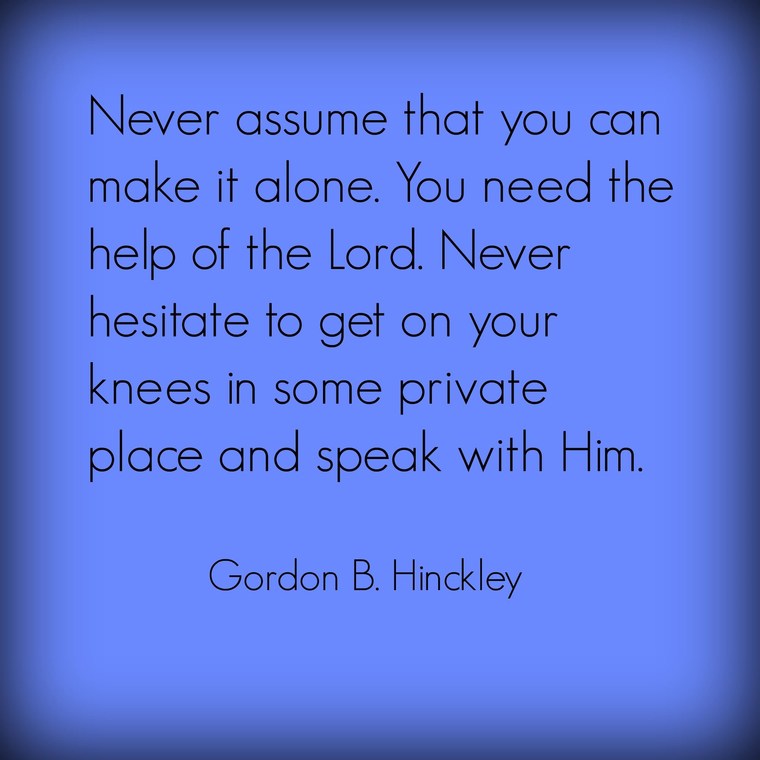 Never assume that you can
make it alone. You need the
help of the Lord. Never
hesitate to get on your
knees in some private
place and speak with Him.
Gordon B. Hinckley